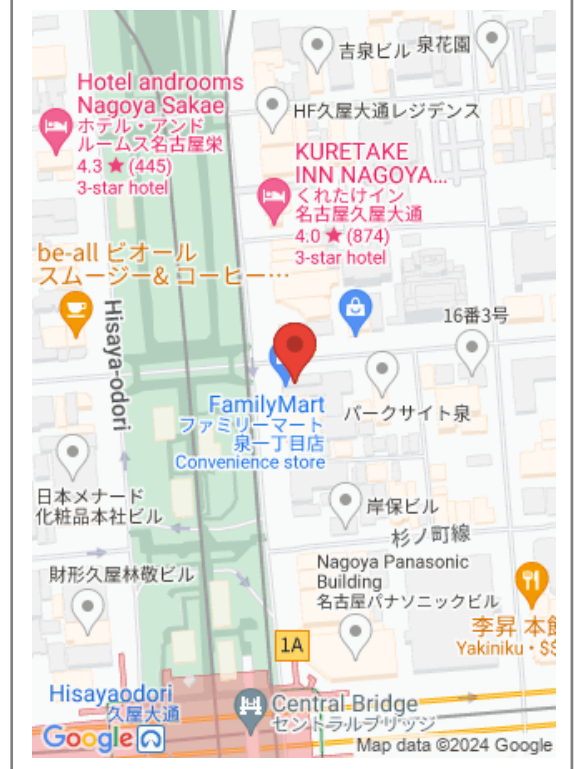 吉泉ビル
泉花園
Hotel androoms
Nagoya Sakae
ホテル・アンド
ルームス名古屋栄
4.3 ★ (445)
3-star hotel
HF久屋大通レジデンス
KURETAKE
INN NAGOYA...
くれたけイン
名古屋久屋大通
4.0 ★ (874)
3-star hotel
be-all ビオール
スムージー& コーヒー…
Hisaya-odori
16番3号
FamilyMart
ファミリーマート
泉一丁目店
Convenience store
パークサイト泉
日本メナード
化粧品本社ビル
岸保ビル
杉ノ町線
財形久屋林敬ビル
Nagoya Panasonic
Building
名古屋パナソニックビル
李昇 本館
Yakiniku · $$
1A
Hisayaodori
久屋大通
Central Bridge
セントラルブリッジ
Google
Map data ©2024 Google